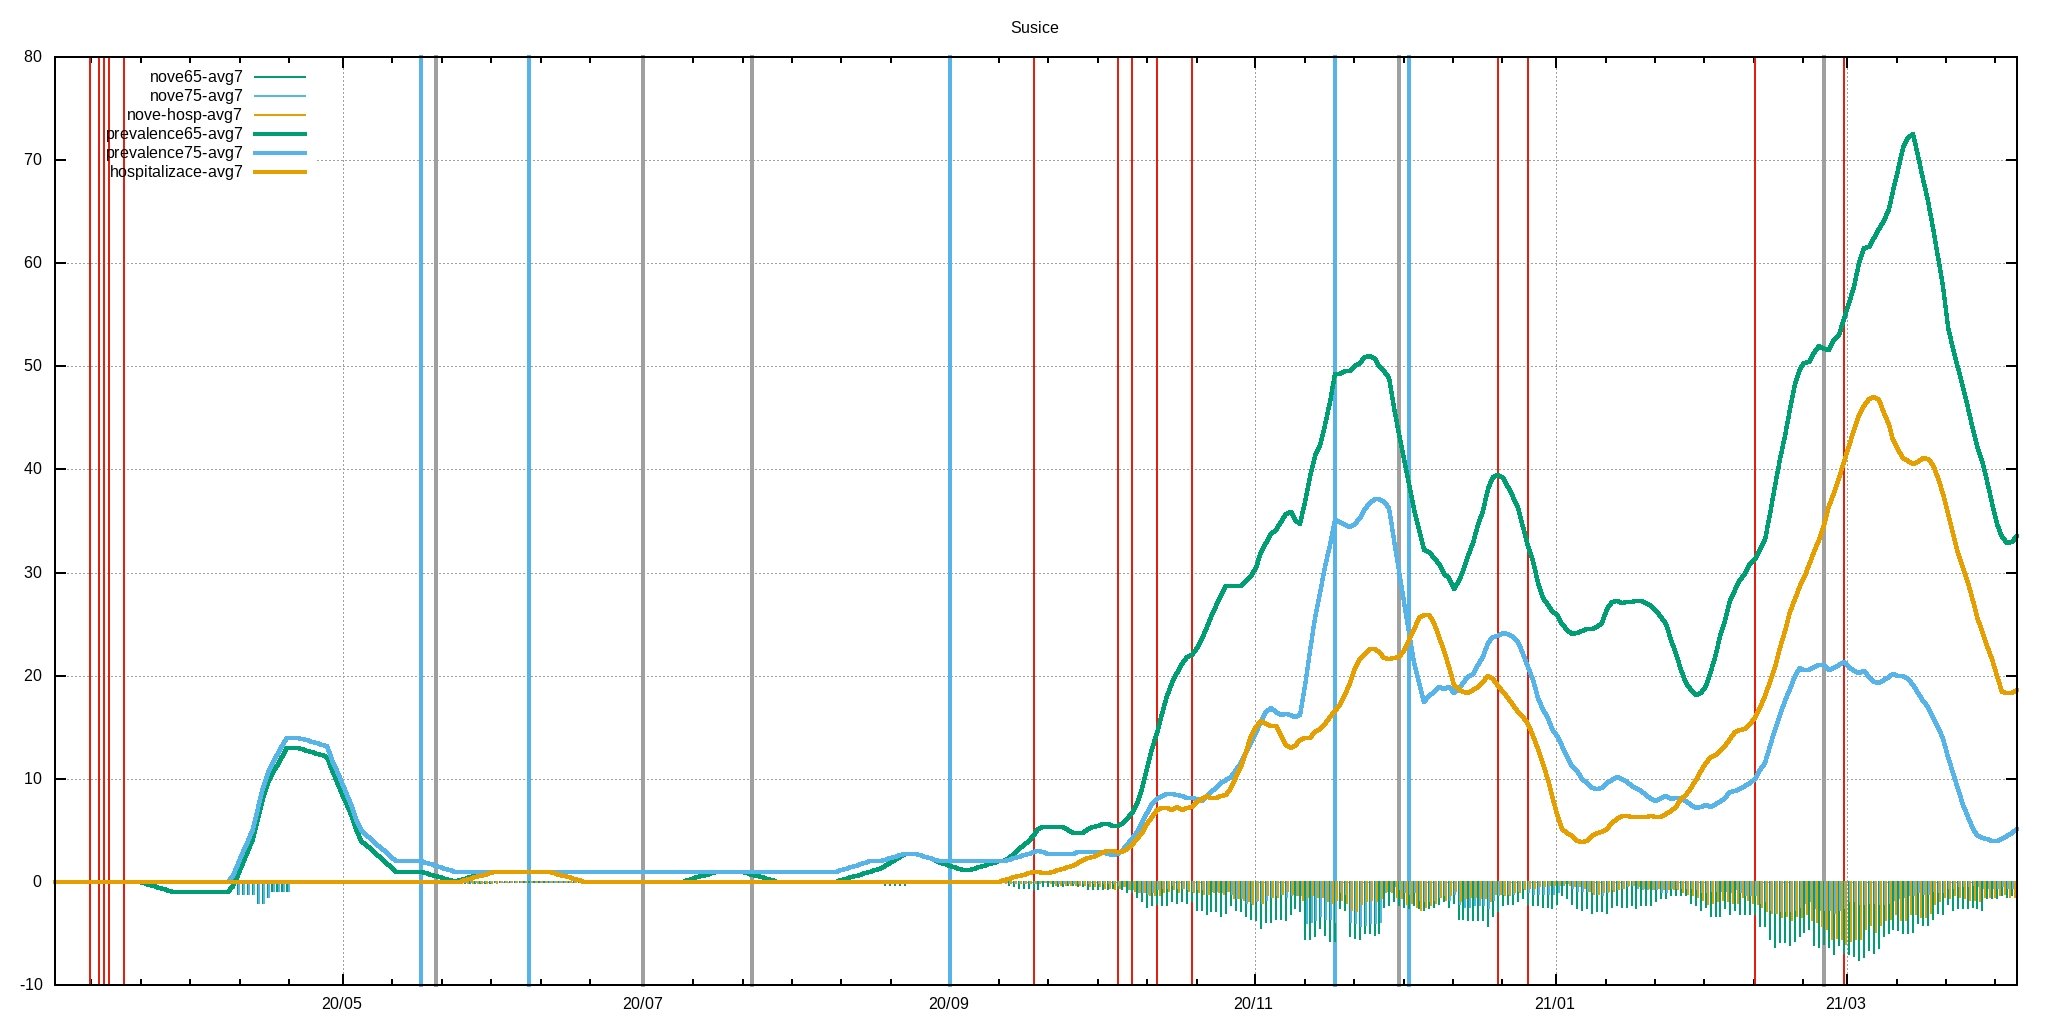 Susice
80
nove65-avg7
nove75-avg7
nove-hosp-avg7
prevalence65-avg7
prevalence75-avg7
hospitalizace-avg7
70
60
50
40
30
20
10
0
-10
20/05 20/07 20/09 20/11 21/01 21/03